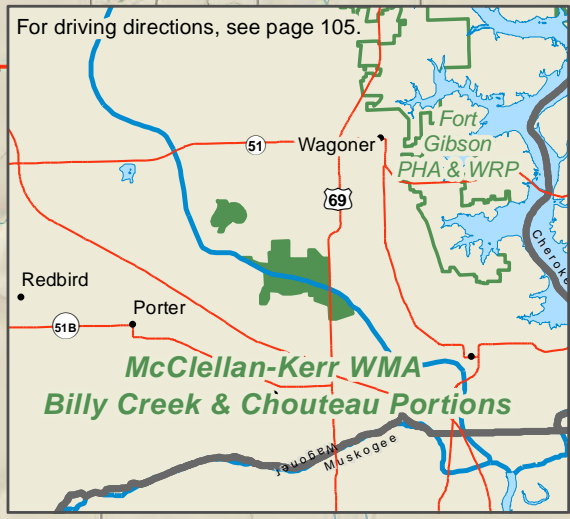 For driving directions, see page 105.
Fort
Gibson
PHA & WRP
51
Wagoner
69
Cheroke
Redbird
Porter
51B
McClellan-Kerr WMA
Billy Creek & Chouteau Portions
Wagoner
Muskogee